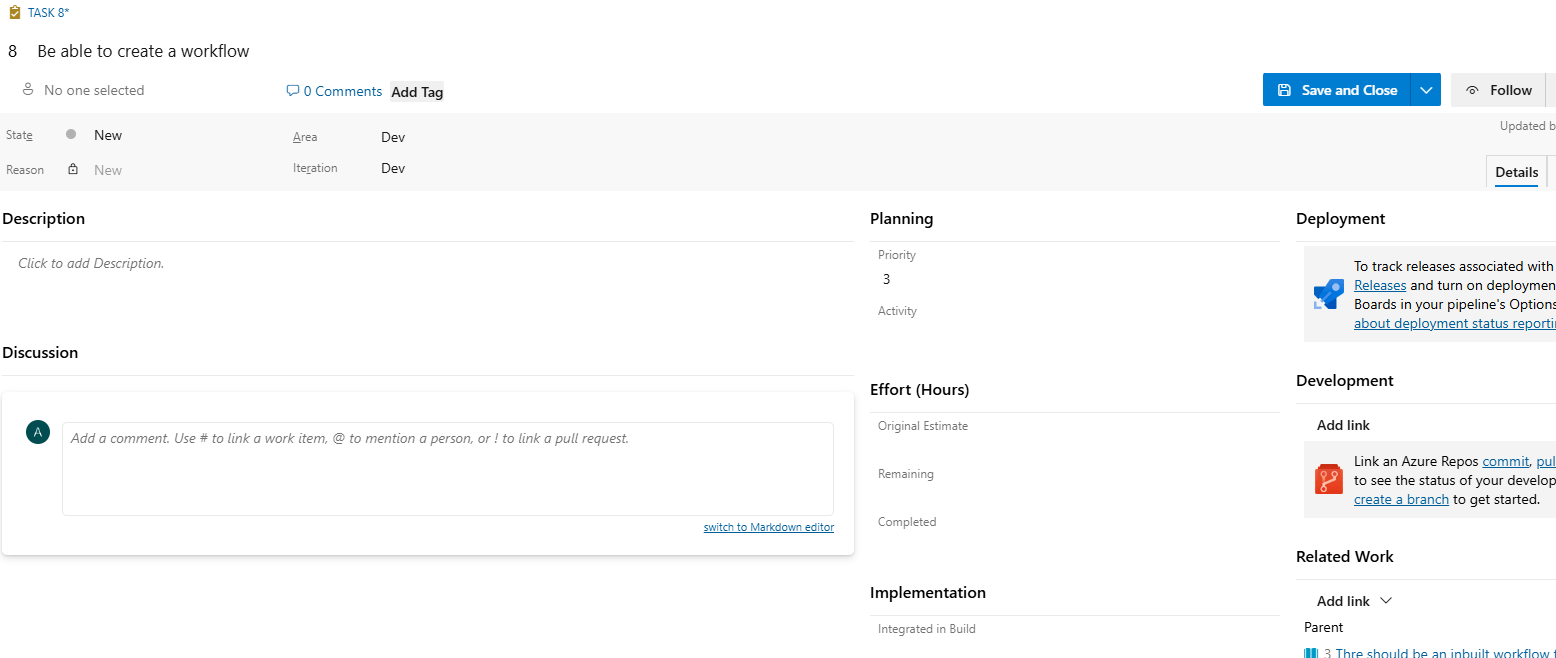 TASK 8*
8 Be able to create a workflow
No one selected
0 Comments
Add Tag
Save and Close
Follow
State
New
Area
Dev
Updated b
Reason
New
Iteration
Dev
Details
Description
Click to add Description.
Discussion
A
Add a comment. Use # to link a work item, @ to mention a person, or ! to link a pull request.
switch to Markdown editor
Planning
Priority
3
Activity
Effort (Hours)
Original Estimate
Remaining
Completed
Implementation
Integrated in Build
Deployment
To track releases associated with
Releases and turn on deploymen
Boards in your pipeline's Options
about deployment status reporti
Development
Add link
Link an Azure Repos commit, pul
to see the status of your develop
create a branch to get started.
Related Work
Add link
Parent
3 Thre should be an inbuilt workflow